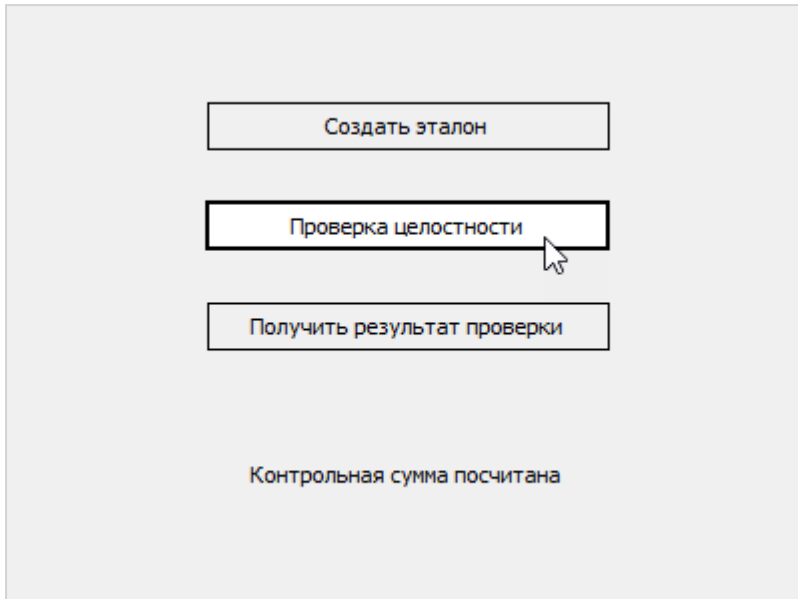 Создать эталон
Проверка целостности
Получить результат проверки
Контрольная сумма посчитана